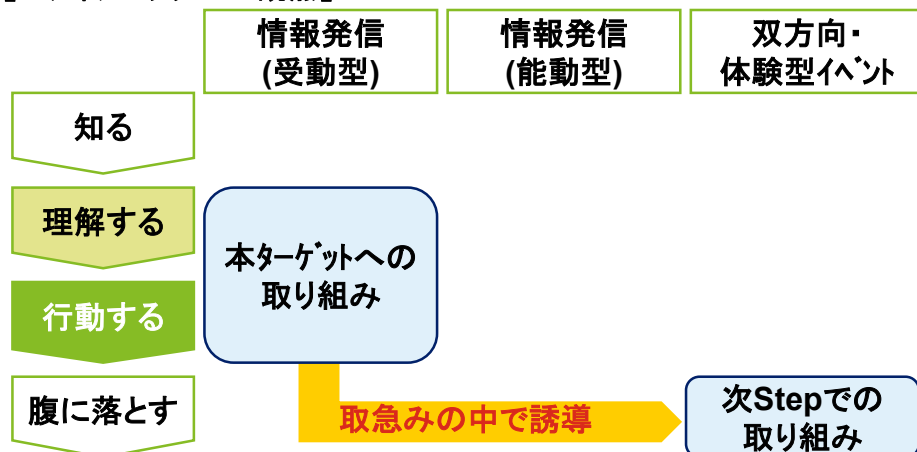 情報発信
(受動型)
情報発信
(能動型)
双方向・
体験型ｲﾍﾞﾝﾄ
知る
理解する
行動する
腹に落とす
本ﾀｰｹﾞｯﾄへの
取り組み
取急みの中で誘導
次Stepでの
取り組み